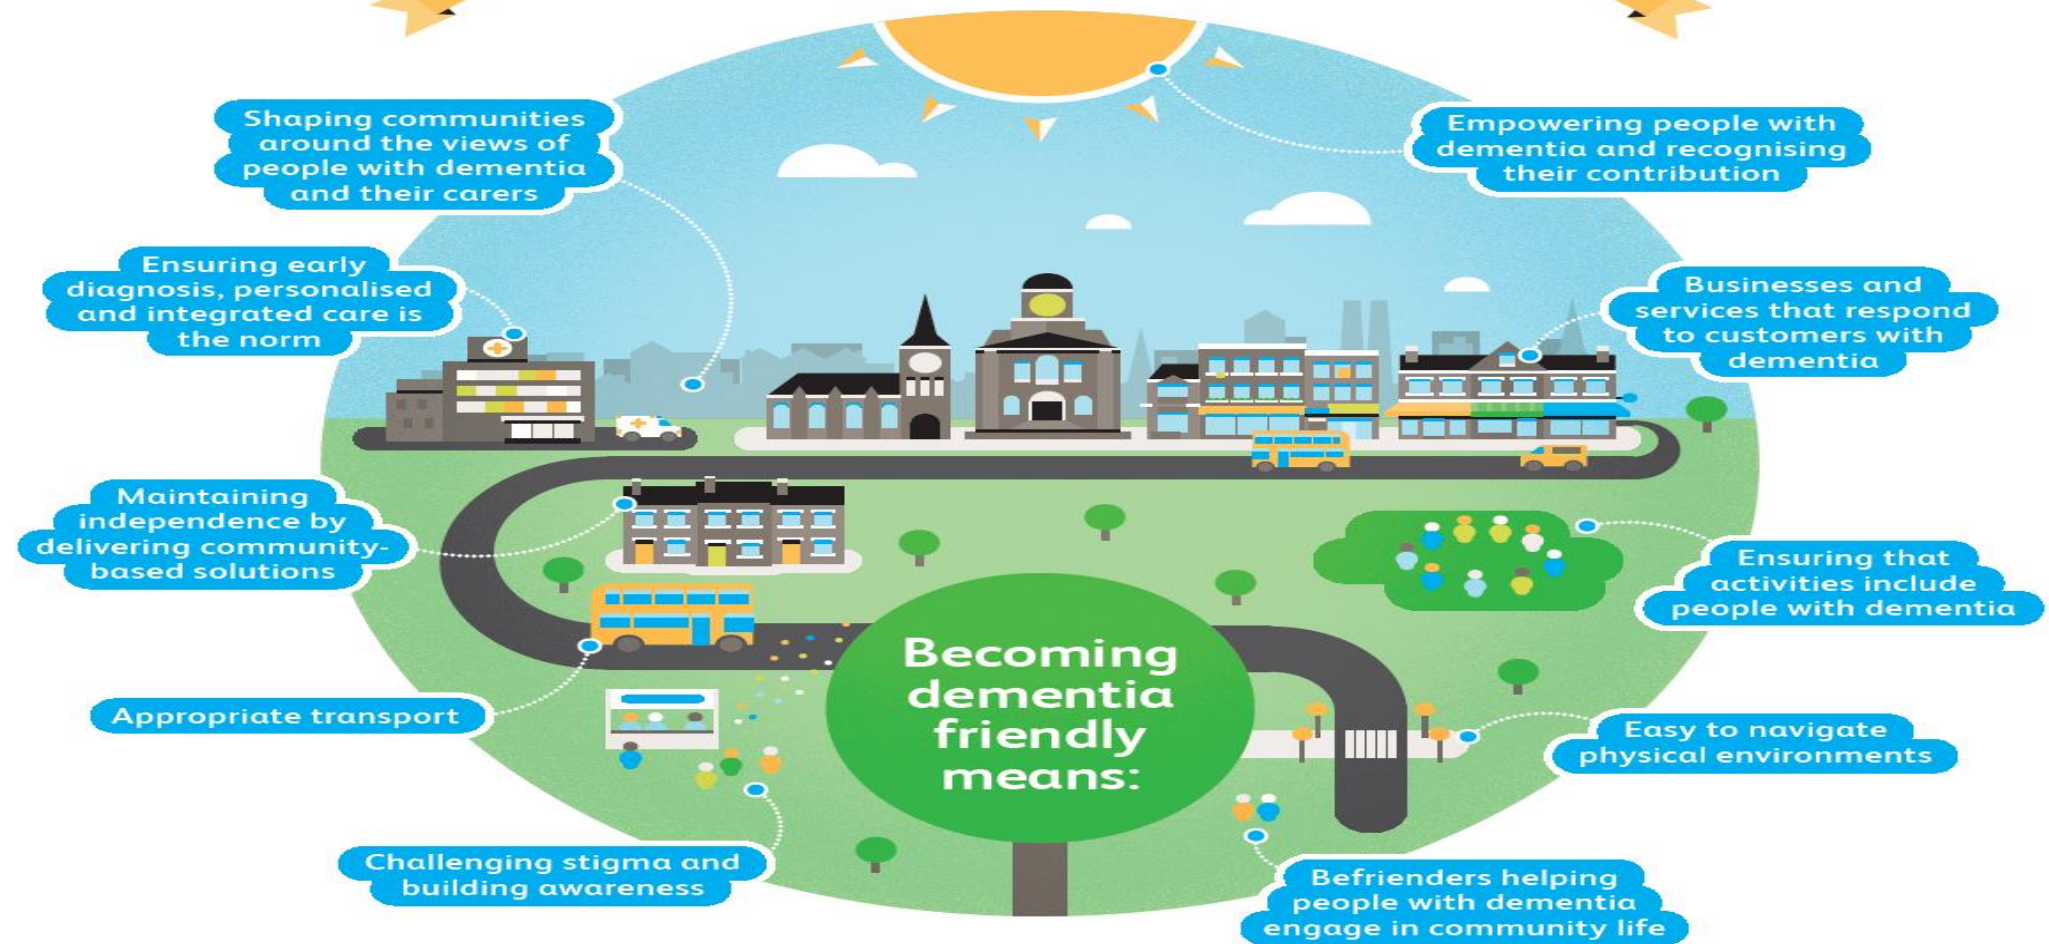 Shaping communities
around the views of
people with dementia
and their carers
Empowering people with
dementia and recognising
their contribution
Ensuring early
diagnosis, personalised
and integrated care is
the norm
Businesses and
services that respond
to customers with
dementia
Maintaining
independence by
delivering community-
based solutions
Ensuring that
activities include
people with dementia
Becoming
dementia
friendly
means:
Appropriate transport
Easy to navigate
physical environments
Challenging stigma and
building awareness
Befrienders helping
people with dementia
engage in community life